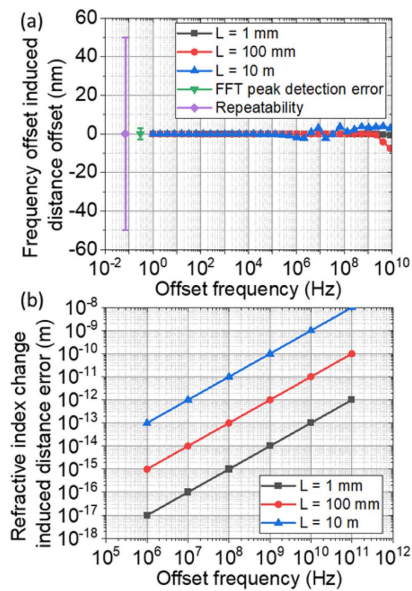 (a)
Frequency offset induced
distance offset (nm)
60
40
20
0
-20
-40
-60
L = 1 mm
L = 100 mm
L = 10 m
FFT peak detection error
Repeatability
10⁻² 10⁰ 10² 10⁴ 10⁶ 10⁸ 10¹⁰
Offset frequency (Hz)
(b)
Refractive index change
induced distance error (m)
10⁻⁸
10⁻⁹
10⁻¹⁰
10⁻¹¹
10⁻¹²
10⁻¹³
10⁻¹⁴
10⁻¹⁵
10⁻¹⁶
10⁻¹⁷
10⁻¹⁸
L = 1 mm
L = 100 mm
L = 10 m
10⁵ 10⁶ 10⁷ 10⁸ 10⁹ 10¹⁰ 10¹¹ 10¹²
Offset frequency (Hz)